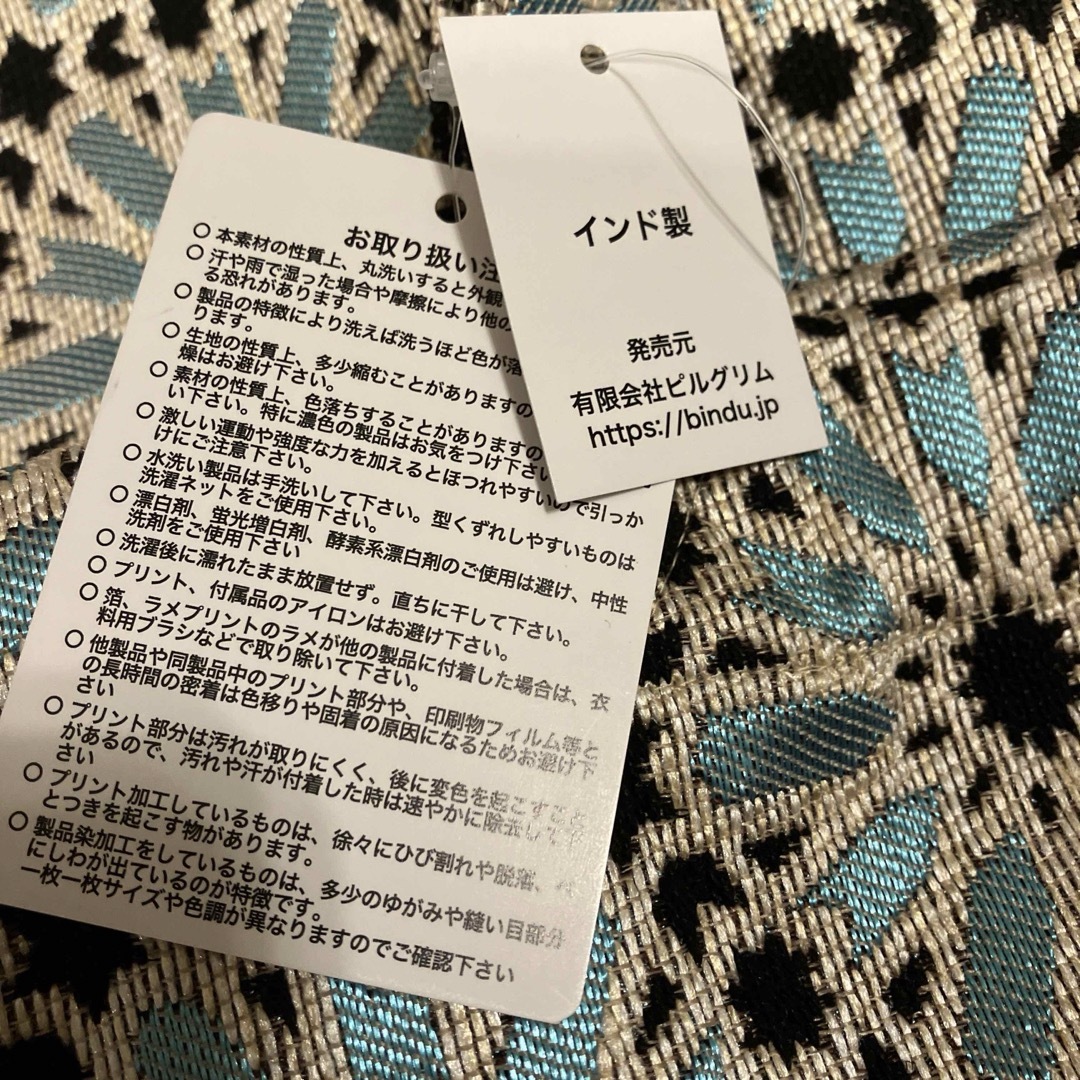 インド製
発売元
有限会社ピルグリム
https://bindu.jp
お取り扱い注
○ 本素材の性質上、丸洗いすると外観
○ 汗や雨で湿った場合や摩擦により他の
る恐れがあります。
○ 製品の特徴により洗えば洗うほど色が落
ります。
○ 生地の性質上、多少縮むことがありますの
燥はお避け下さい。
○ 素材の性質上、色落ちすることがありますの
い下さい。特に濃色の製品はお気をつけ下さい
○ 激しい運動や強度な力を加えるとほつれやすいので引っか
けにご注意下さい。
○ 水洗い製品は手洗いして下さい。型くずれしやすいものは
洗濯ネットをご使用下さい。
○ 漂白剤、蛍光増白剤、酵素系漂白剤のご使用は避け、中性
洗剤をご使用下さい
○ 洗濯後に濡れたまま放置せず。直ちに干して下さい。
○ プリント、付属品のアイロンはお避け下さい。
○ 箔、ラメプリントのラメが他の製品に付着した場合は、衣
料用ブラシなどで取り除いて下さい。
○ 他製品や同製品中のプリント部分や、印刷物フィルム等と
の長時間の密着は色移りや固着の原因になるためお避け下
さい
○ プリント部分は汚れが取りにくく、後に変色を起こすこと
があるので、汚れや汗が付着した時は速やかに除去して下
さい
○ プリント加工しているものは、徐々にひび割れや脱落、
とつきを起こす物があります。
○ 製品染加工をしているものは、多少のゆがみや縫い目部分
にしわが出ているのが特徴です。
一枚一枚サイズや色調が異なりますのでご確認下さい